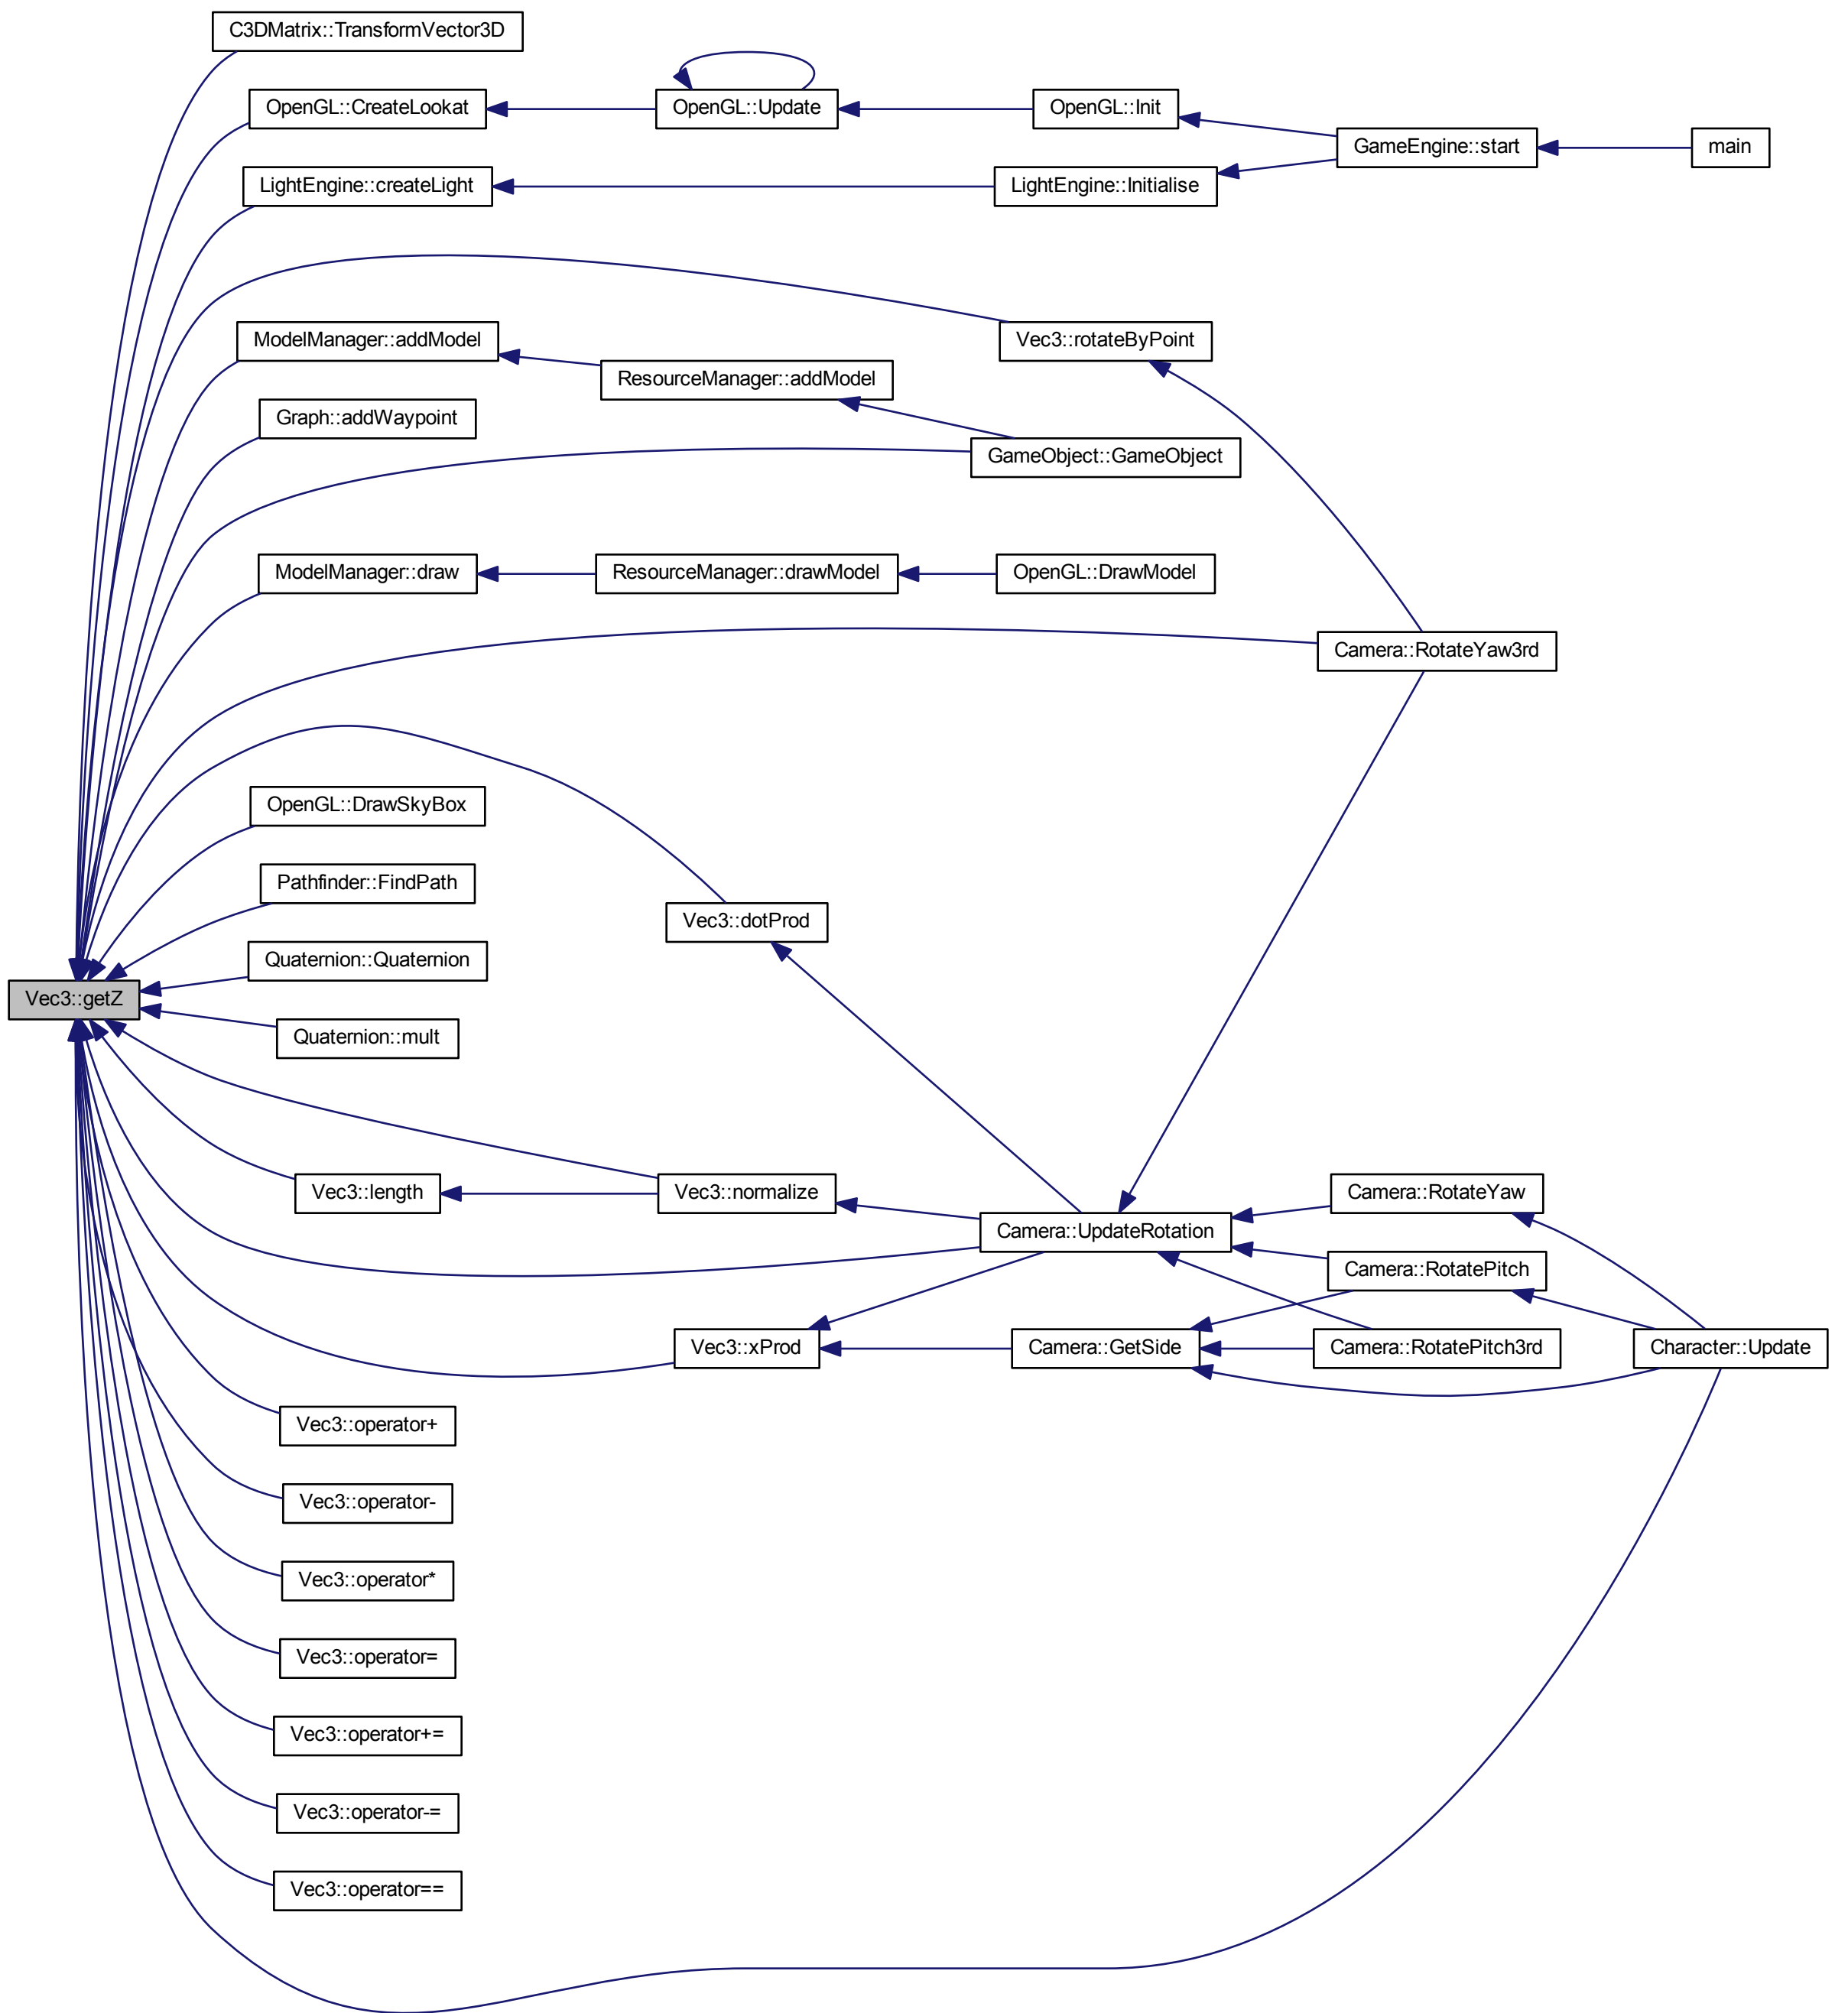 C3DMatrix::TransformVector3D
OpenGL::CreateLookat
OpenGL::Update
OpenGL::Init
GameEngine::start
main
LightEngine::createLight
LightEngine::Initialise
ModelManager::addModel
Vec3::rotateByPoint
ResourceManager::addModel
Graph::addWaypoint
GameObject::GameObject
ModelManager::draw
ResourceManager::drawModel
OpenGL::DrawModel
Camera::RotateYaw3rd
OpenGL::DrawSkyBox
Pathfinder::FindPath
Vec3::dotProd
Quaternion::Quaternion
Vec3::getZ
Quaternion::mult
Vec3::length
Vec3::normalize
Camera::RotateYaw
Camera::UpdateRotation
Camera::RotatePitch
Vec3::xProd
Camera::GetSide
Camera::RotatePitch3rd
Character::Update
Vec3::operator+
Vec3::operator-
Vec3::operator*
Vec3::operator=
Vec3::operator+=
Vec3::operator-=
Vec3::operator==